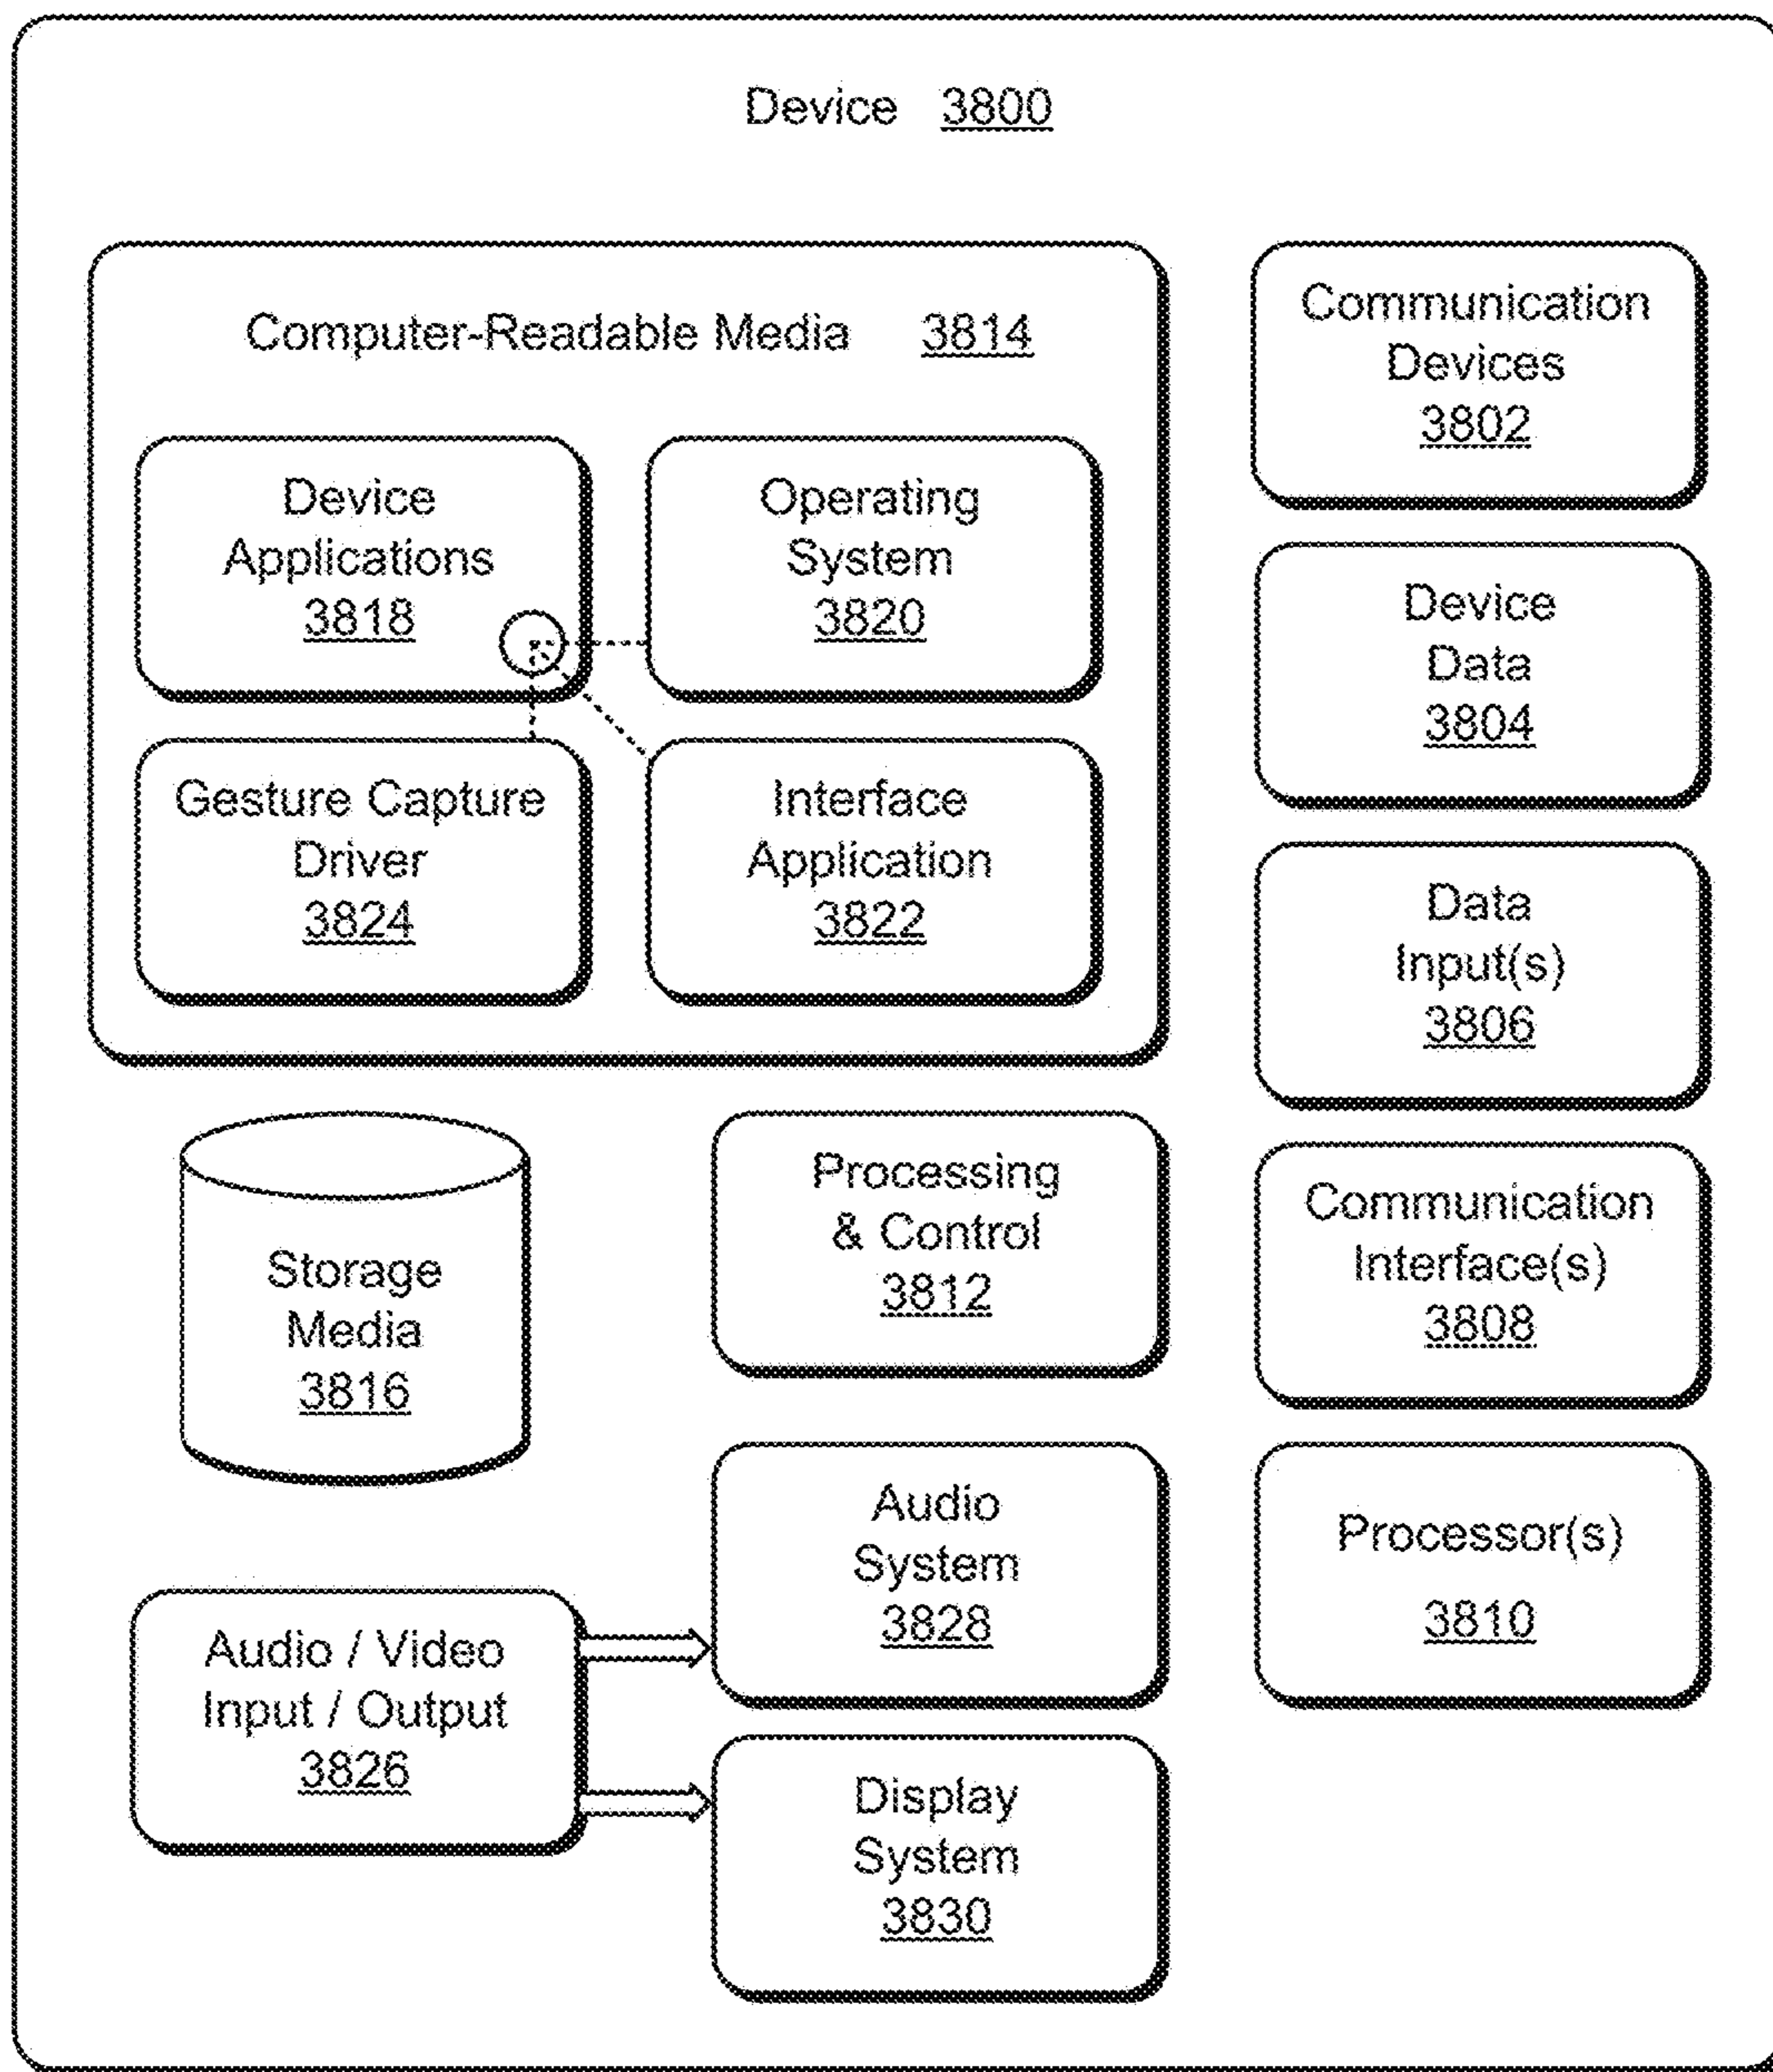 Device 3800
Computer-Readable Media 3814
Device
Applications
3818
Operating
System
3820
Gesture Capture
Driver
3824
Interface
Application
3822
Communication
Devices
3802
Device
Data
3804
Data
Input(s)
3806
Communication
Interface(s)
3808
Processor(s)
3810
Storage
Media
3816
Processing
& Control
3812
Audio / Video
Input / Output
3826
Audio
System
3828
Display
System
3830